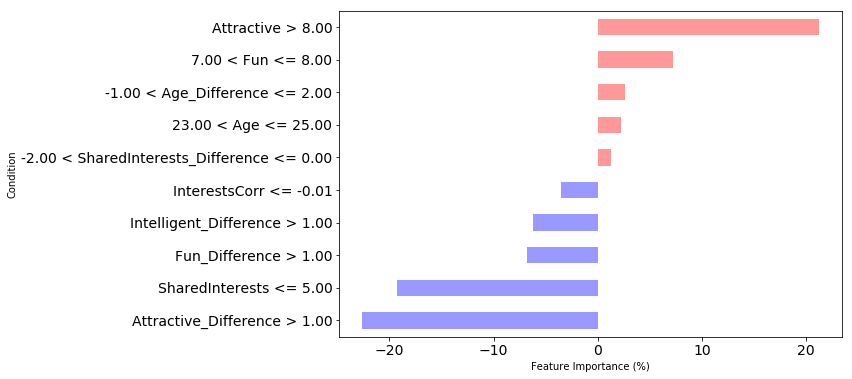 Attractive > 8.00
7.00 < Fun <= 8.00
-1.00 < Age_Difference <= 2.00
23.00 < Age <= 25.00
-2.00 < SharedInterests_Difference <= 0.00
InterestsCorr <= -0.01
Intelligent_Difference > 1.00
Fun_Difference > 1.00
SharedInterests <= 5.00
Attractive_Difference > 1.00
Condition
−20 −10 0 10 20
Feature Importance (%)